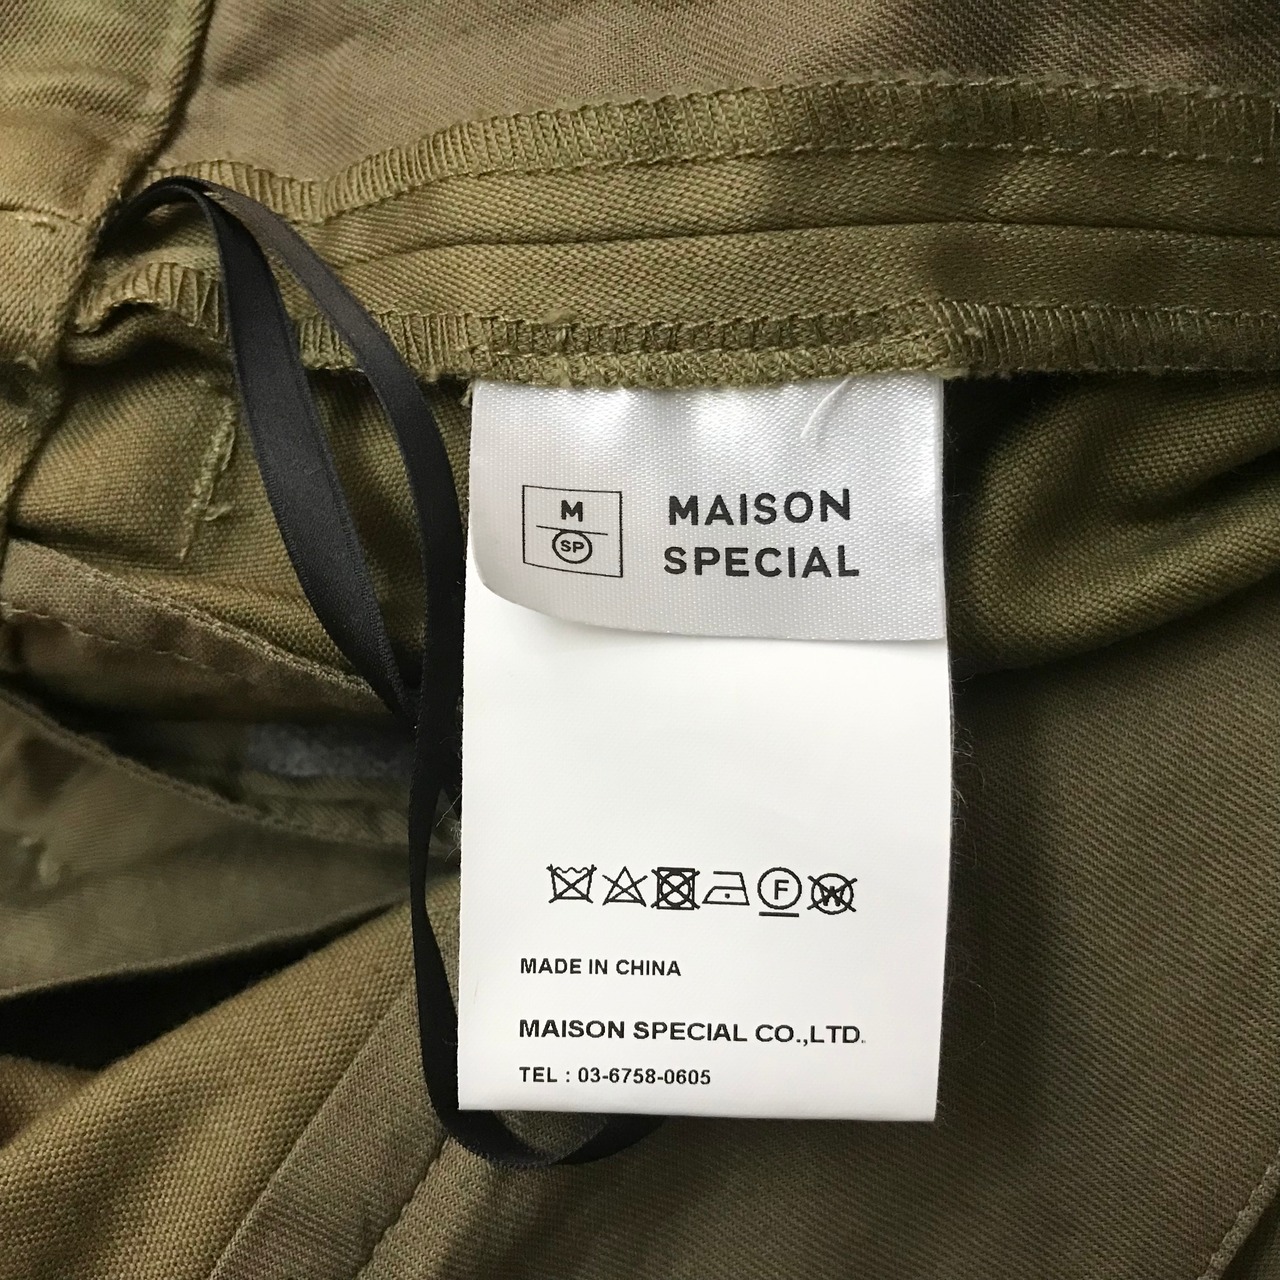 M
SP
MAISON
SPECIAL
F
W
MADE IN CHINA
MAISON SPECIAL CO.,LTD.
TEL : 03-6758-0605